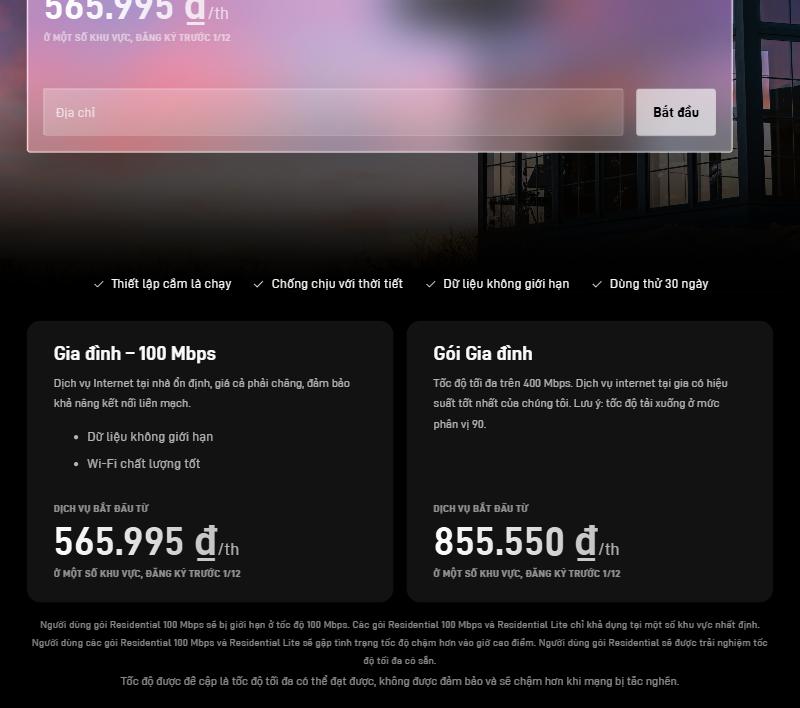 565.995 ₫/th
Ở MỘT SỐ KHU VỰC, ĐĂNG KÝ TRƯỚC 1/12
Địa chỉ
Bắt đầu
Thiết lập cắm là chạy
Chống chịu với thời tiết
Dữ liệu không giới hạn
Dùng thử 30 ngày
Gia đình – 100 Mbps
Dịch vụ Internet tại nhà ổn định, giá cả phải chăng, đảm bảo
khả năng kết nối liền mạch.
• Dữ liệu không giới hạn
• Wi-Fi chất lượng tốt
DỊCH VỤ BẮT ĐẦU TỪ
565.995 ₫/th
Ở MỘT SỐ KHU VỰC, ĐĂNG KÝ TRƯỚC 1/12
Gói Gia đình
Tốc độ tối đa trên 400 Mbps. Dịch vụ internet tại gia có hiệu
suất tốt nhất của chúng tôi. Lưu ý: tốc độ tải xuống ở mức
phân vị 90.
DỊCH VỤ BẮT ĐẦU TỪ
855.550 ₫/th
Ở MỘT SỐ KHU VỰC, ĐĂNG KÝ TRƯỚC 1/12
Người dùng gói Residential 100 Mbps sẽ bị giới hạn ở tốc độ 100 Mbps. Các gói Residential 100 Mbps và Residential Lite chỉ khả dụng tại một số khu vực nhất định.
Người dùng các gói Residential 100 Mbps và Residential Lite sẽ gặp tình trạng tốc độ chậm hơn vào giờ cao điểm. Người dùng gói Residential sẽ được trải nghiệm tốc
độ tối đa có sẵn.
Tốc độ được đề cập là tốc độ tối đa có thể đạt được, không được đảm bảo và sẽ chậm hơn khi mạng bị tắc nghẽn.